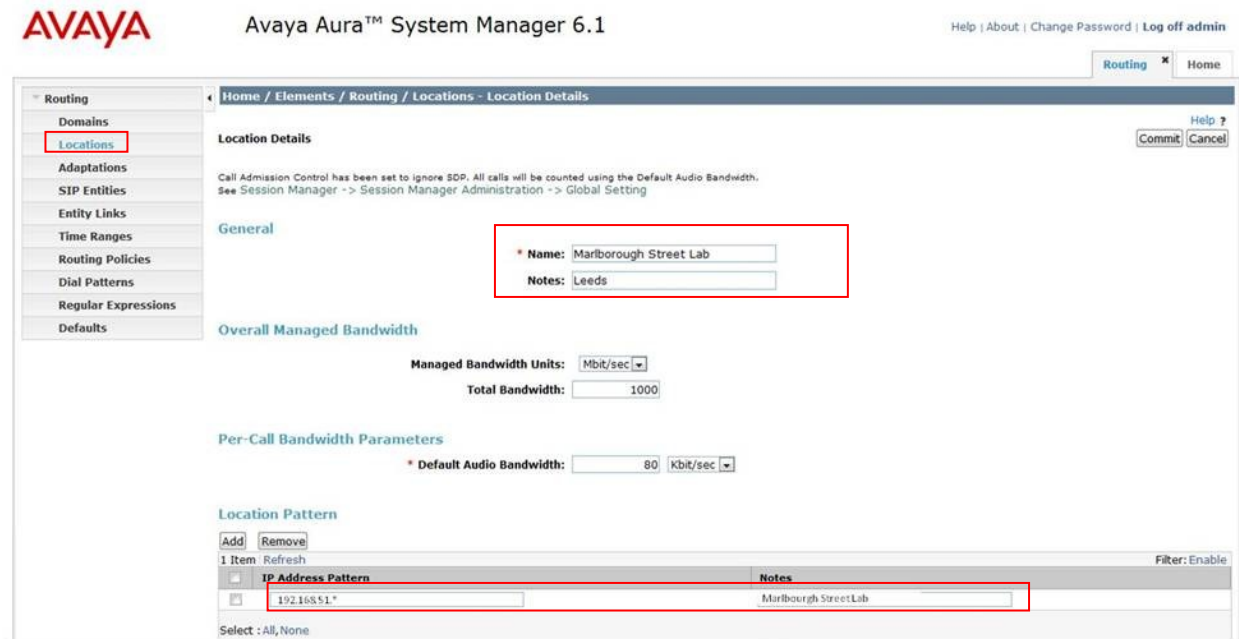 AVAYA
Avaya Aura™ System Manager 6.1
Help | About | Change Password | Log off admin
Routing ✖ Home
Routing
Domains
Locations
Adaptations
SIP Entities
Entity Links
Time Ranges
Routing Policies
Dial Patterns
Regular Expressions
Defaults
Home / Elements / Routing / Locations - Location Details
Help ?
Location Details
Commit Cancel
Call Admission Control has been set to ignore SDP. All calls will be counted using the Default Audio Bandwidth.
See Session Manager -> Session Manager Administration -> Global Setting
General
* Name: Marlborough Street Lab
Notes: Leeds
Overall Managed Bandwidth
Managed Bandwidth Units: Mbit/sec
Total Bandwidth: 1000
Per-Call Bandwidth Parameters
* Default Audio Bandwidth: 80 Kbit/sec
Location Pattern
Add Remove
1 Item Refresh Filter: Enable
IP Address Pattern Notes
192.168.51.* Marlbourgh Street Lab
Select : All, None